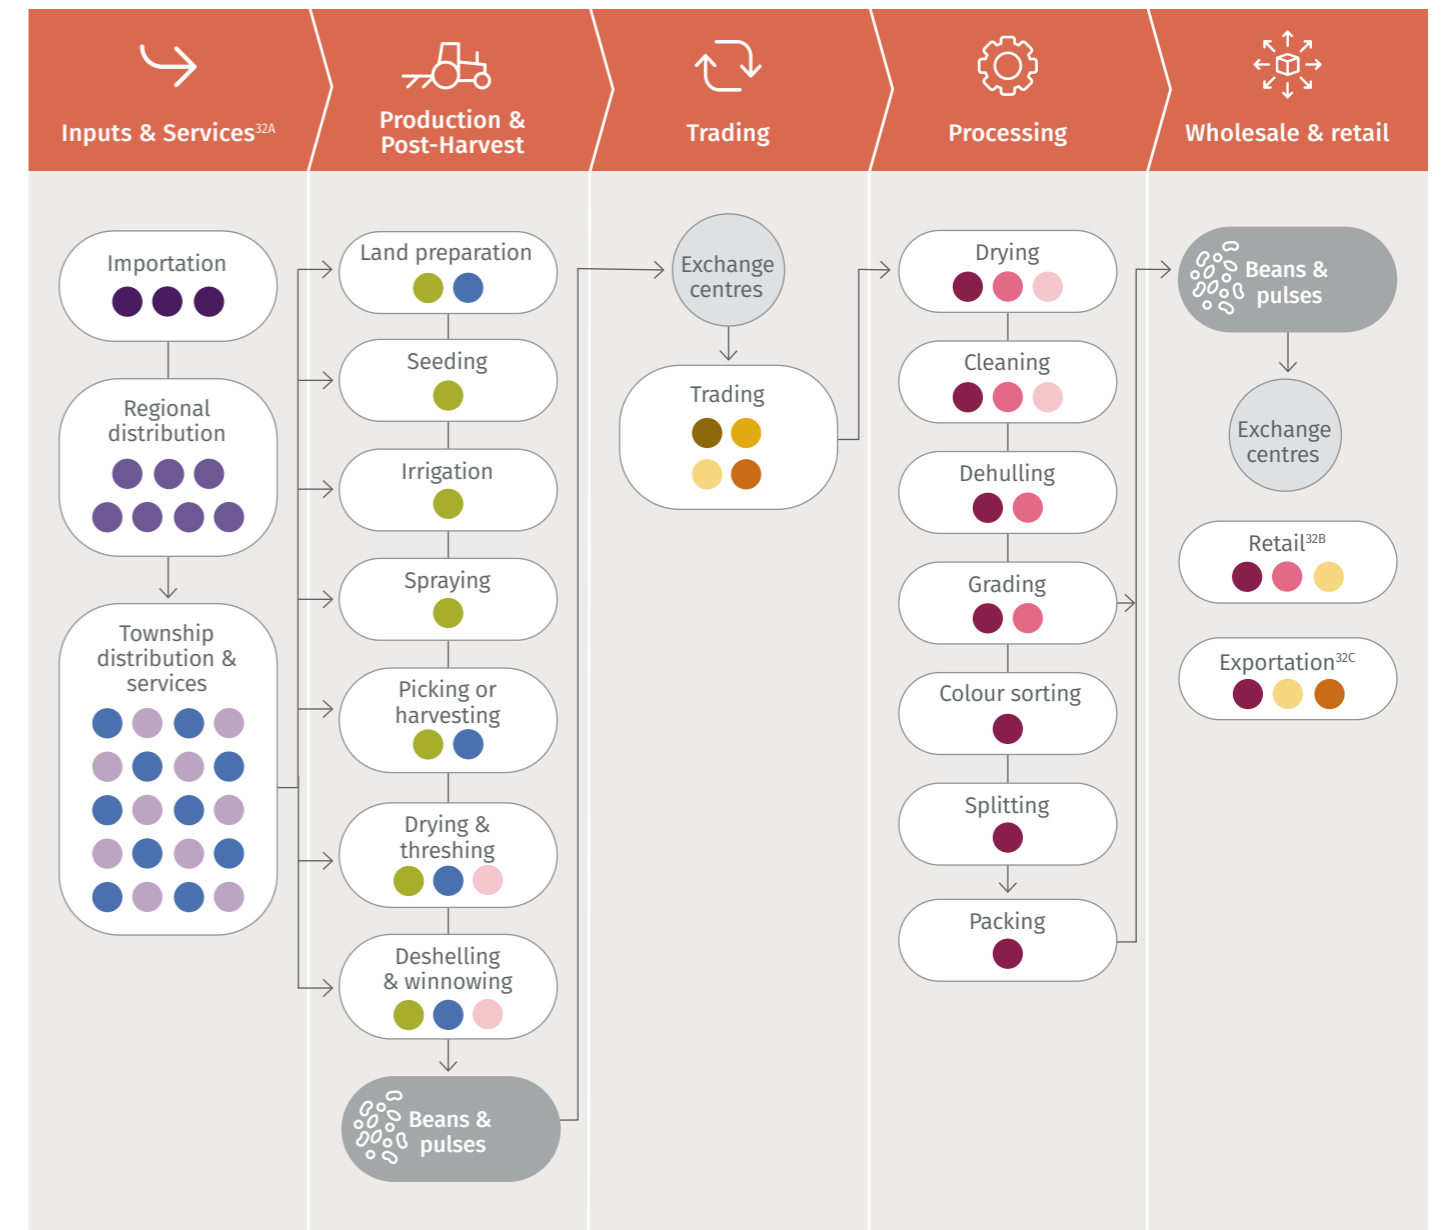 Inputs & Services32A
Production &
Post-Harvest
Trading
Processing
Wholesale & retail
Importation
Regional
distribution
Township
distribution &
services
Land preparation
Seeding
Irrigation
Spraying
Picking or
harvesting
Drying &
threshing
Deshelling
& winnowing
Beans &
pulses
Exchange
centres
Trading
Drying
Cleaning
Dehulling
Grading
Colour sorting
Splitting
Packing
Beans &
pulses
Exchange
centres
Retail32B
Exportation32C